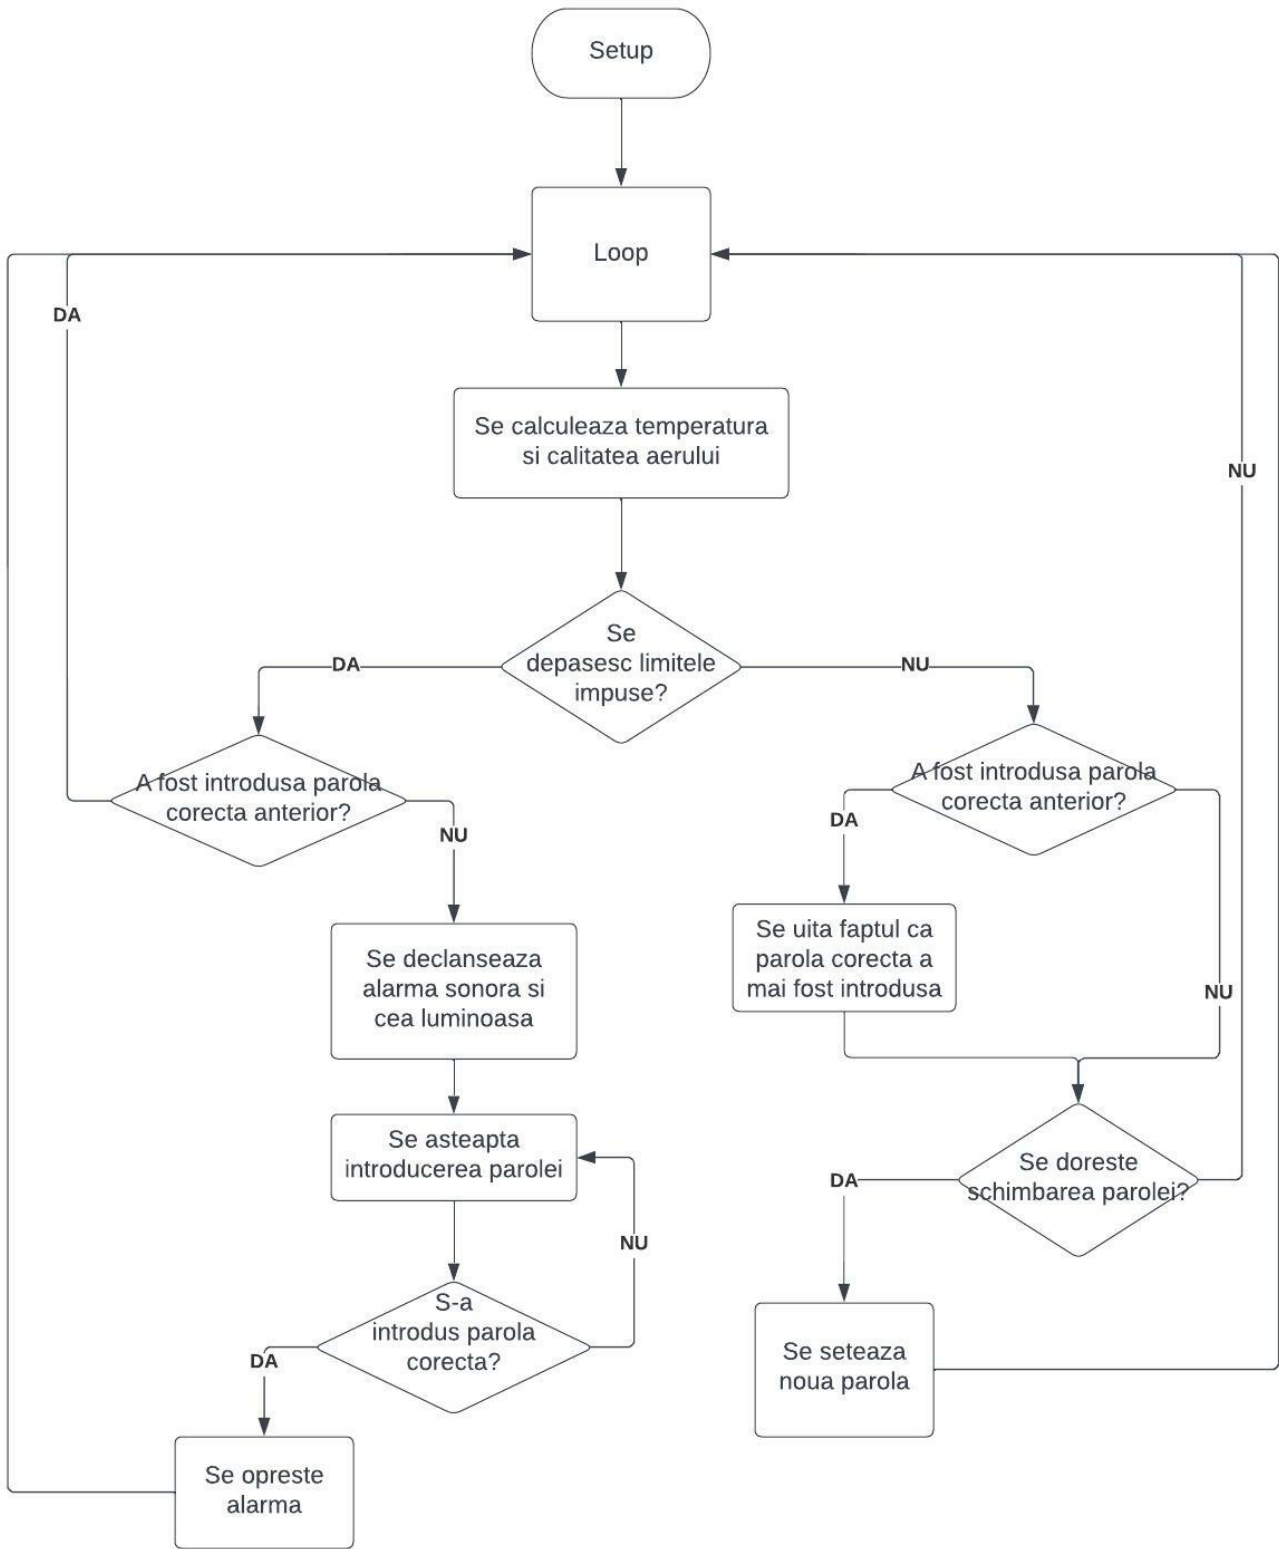 Setup
Loop
DA
Se calculeaza temperatura
si calitatea aerului
NU
Se
depasesc limitele
impuse?
DA
NU
A fost introdusa parola
corecta anterior?
A fost introdusa parola
corecta anterior?
NU
DA
Se declanseaza
alarma sonora si
cea luminoasa
Se uita faptul ca
parola corecta a
mai fost introdusa
NU
Se asteapta
introducerea parolei
Se doreste
schimbarea parolei?
DA
NU
S-a
introdus parola
corecta?
DA
Se seteaza
noua parola
Se opreste
alarma